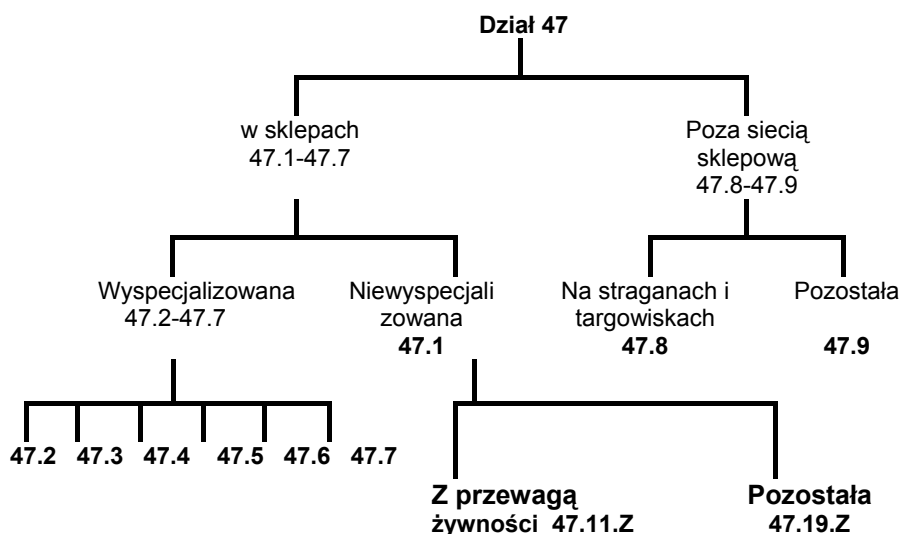 Dział 47
w sklepach
47.1-47.7
Poza siecią
sklepową
47.8-47.9
Wyspecjalizowana
47.2-47.7
Niewyspecjali
zowana
47.1
Na straganach i
targowiskach
47.8
Pozostała
47.9
47.2 47.3 47.4 47.5 47.6 47.7
Z przewagą
żywności 47.11.Z
Pozostała
47.19.Z